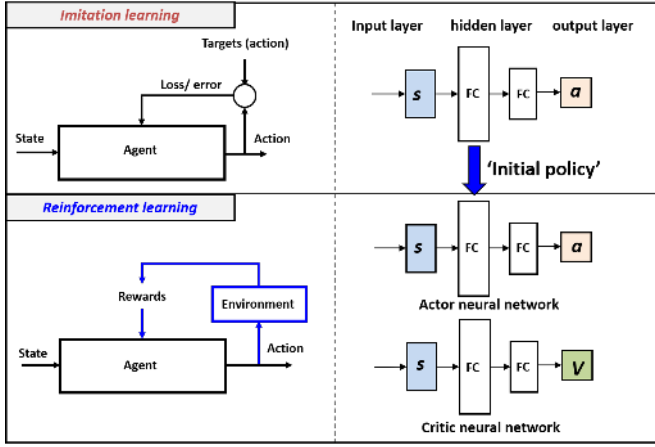 Imitation learning
Targets (action)
Loss/ error
State
Agent
Action
Input layer
hidden layer
output layer
s
FC
FC
a
'Initial policy'
Reinforcement learning
Rewards
Environment
State
Agent
Action
s
FC
FC
a
Actor neural network
s
FC
FC
V
Critic neural network